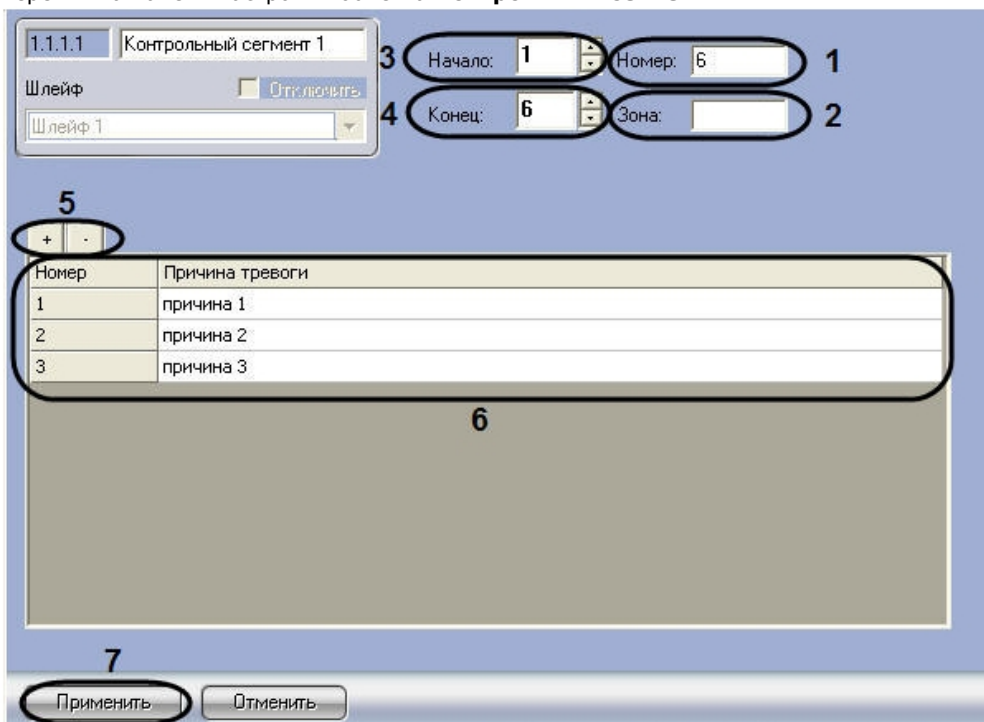 1.1.1.1 Контрольный сегмент 1
3 Начало: 1 Номер: 6 1
Шлейф Отключить
4 Конец: 6 Зона: 2
Шлейф 1
5
+ -
Номер Причина тревоги
1 причина 1
2 причина 2
3 причина 3
6
7
Применить Отменить